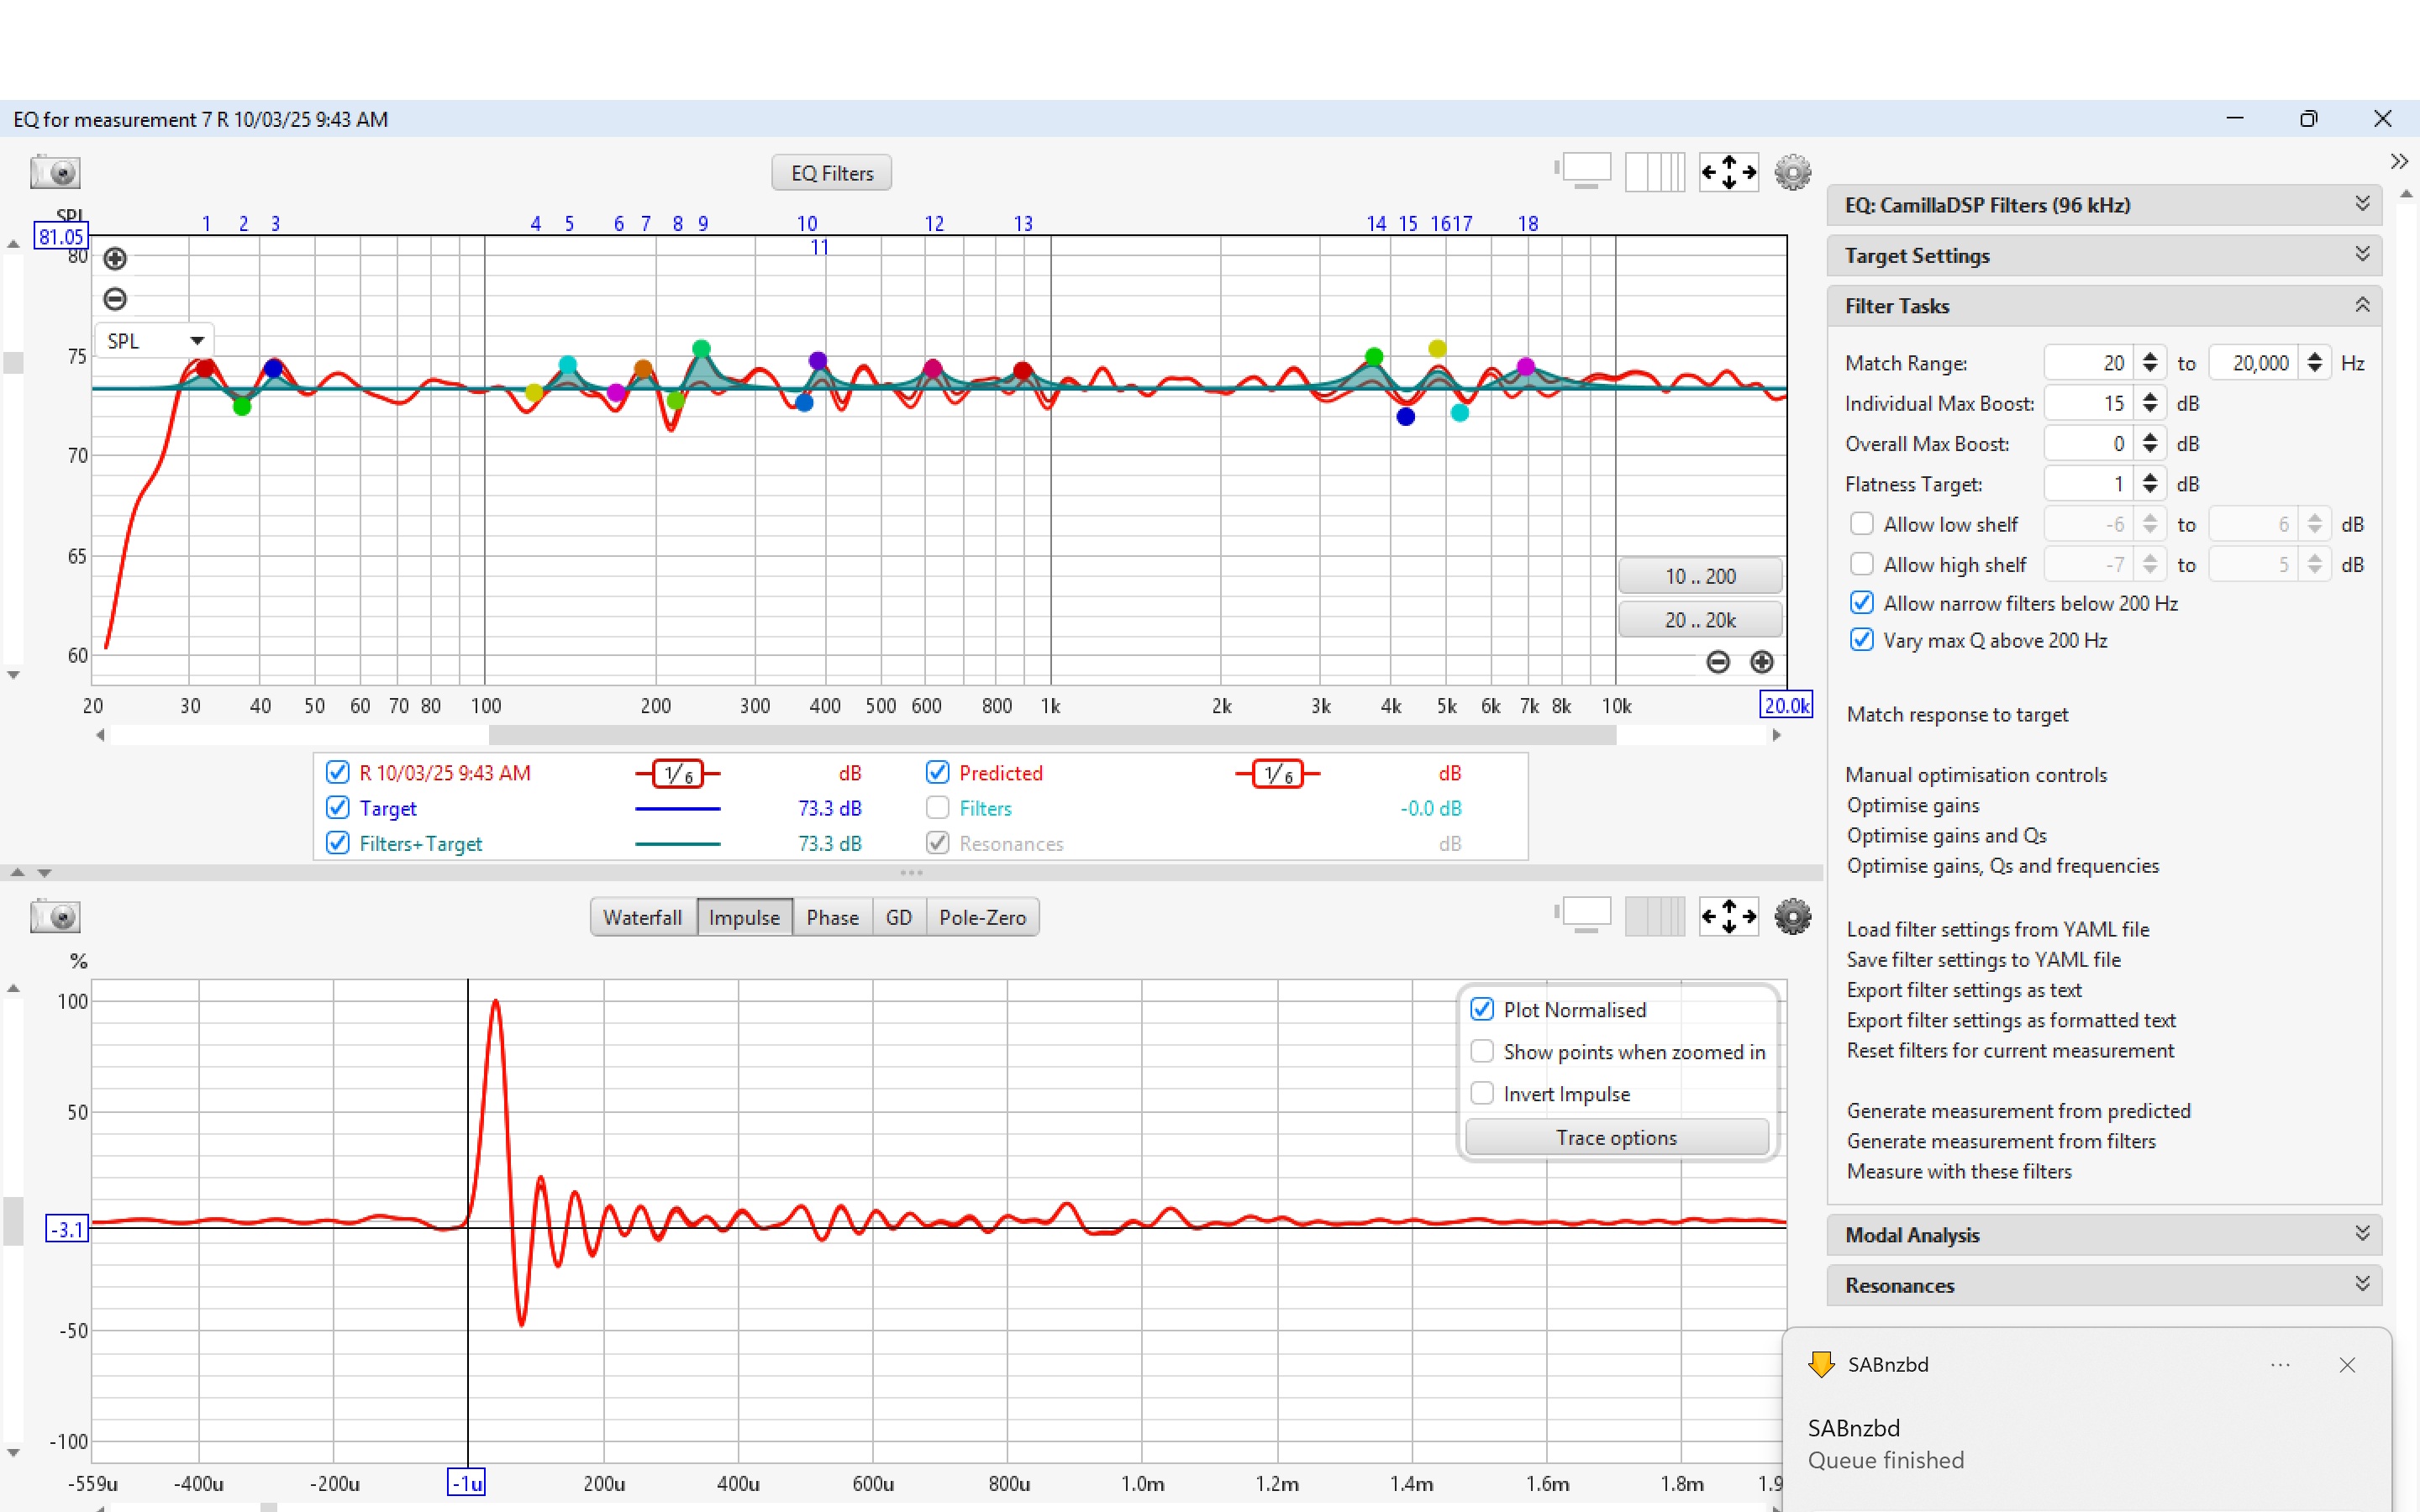 EQ for measurement 7 R 10/03/25 9:43 AM
EQ Filters
SPL
81.05
1 2 3 4 5 6 7 8 9 10 12 13 14 15 16 17 18
11
80
75
70
65
60
SPL
10 .. 200
20 .. 20k
20 30 40 50 60 70 80 100 200 300 400 500 600 800 1k 2k 3k 4k 5k 6k 7k 8k 10k 20.0k
R 10/03/25 9:43 AM 1/6 dB Predicted 1/6 dB
Target 73.3 dB Filters -0.0 dB
Filters+Target 73.3 dB Resonances dB
Waterfall Impulse Phase GD Pole-Zero
%
100
50
-3.1
-50
-100
Plot Normalised
Show points when zoomed in
Invert Impulse
Trace options
-559u -400u -200u -1u 200u 400u 600u 800u 1.0m 1.2m 1.4m 1.6m 1.8m 1.9
EQ: CamillaDSP Filters (96 kHz)
Target Settings
Filter Tasks
Match Range: 20 to 20,000 Hz
Individual Max Boost: 15 dB
Overall Max Boost: 0 dB
Flatness Target: 1 dB
Allow low shelf -6 to 6 dB
Allow high shelf -7 to 5 dB
Allow narrow filters below 200 Hz
Vary max Q above 200 Hz
Match response to target
Manual optimisation controls
Optimise gains
Optimise gains and Qs
Optimise gains, Qs and frequencies
Load filter settings from YAML file
Save filter settings to YAML file
Export filter settings as text
Export filter settings as formatted text
Reset filters for current measurement
Generate measurement from predicted
Generate measurement from filters
Measure with these filters
Modal Analysis
Resonances
SABnzbd
SABnzbd
Queue finished